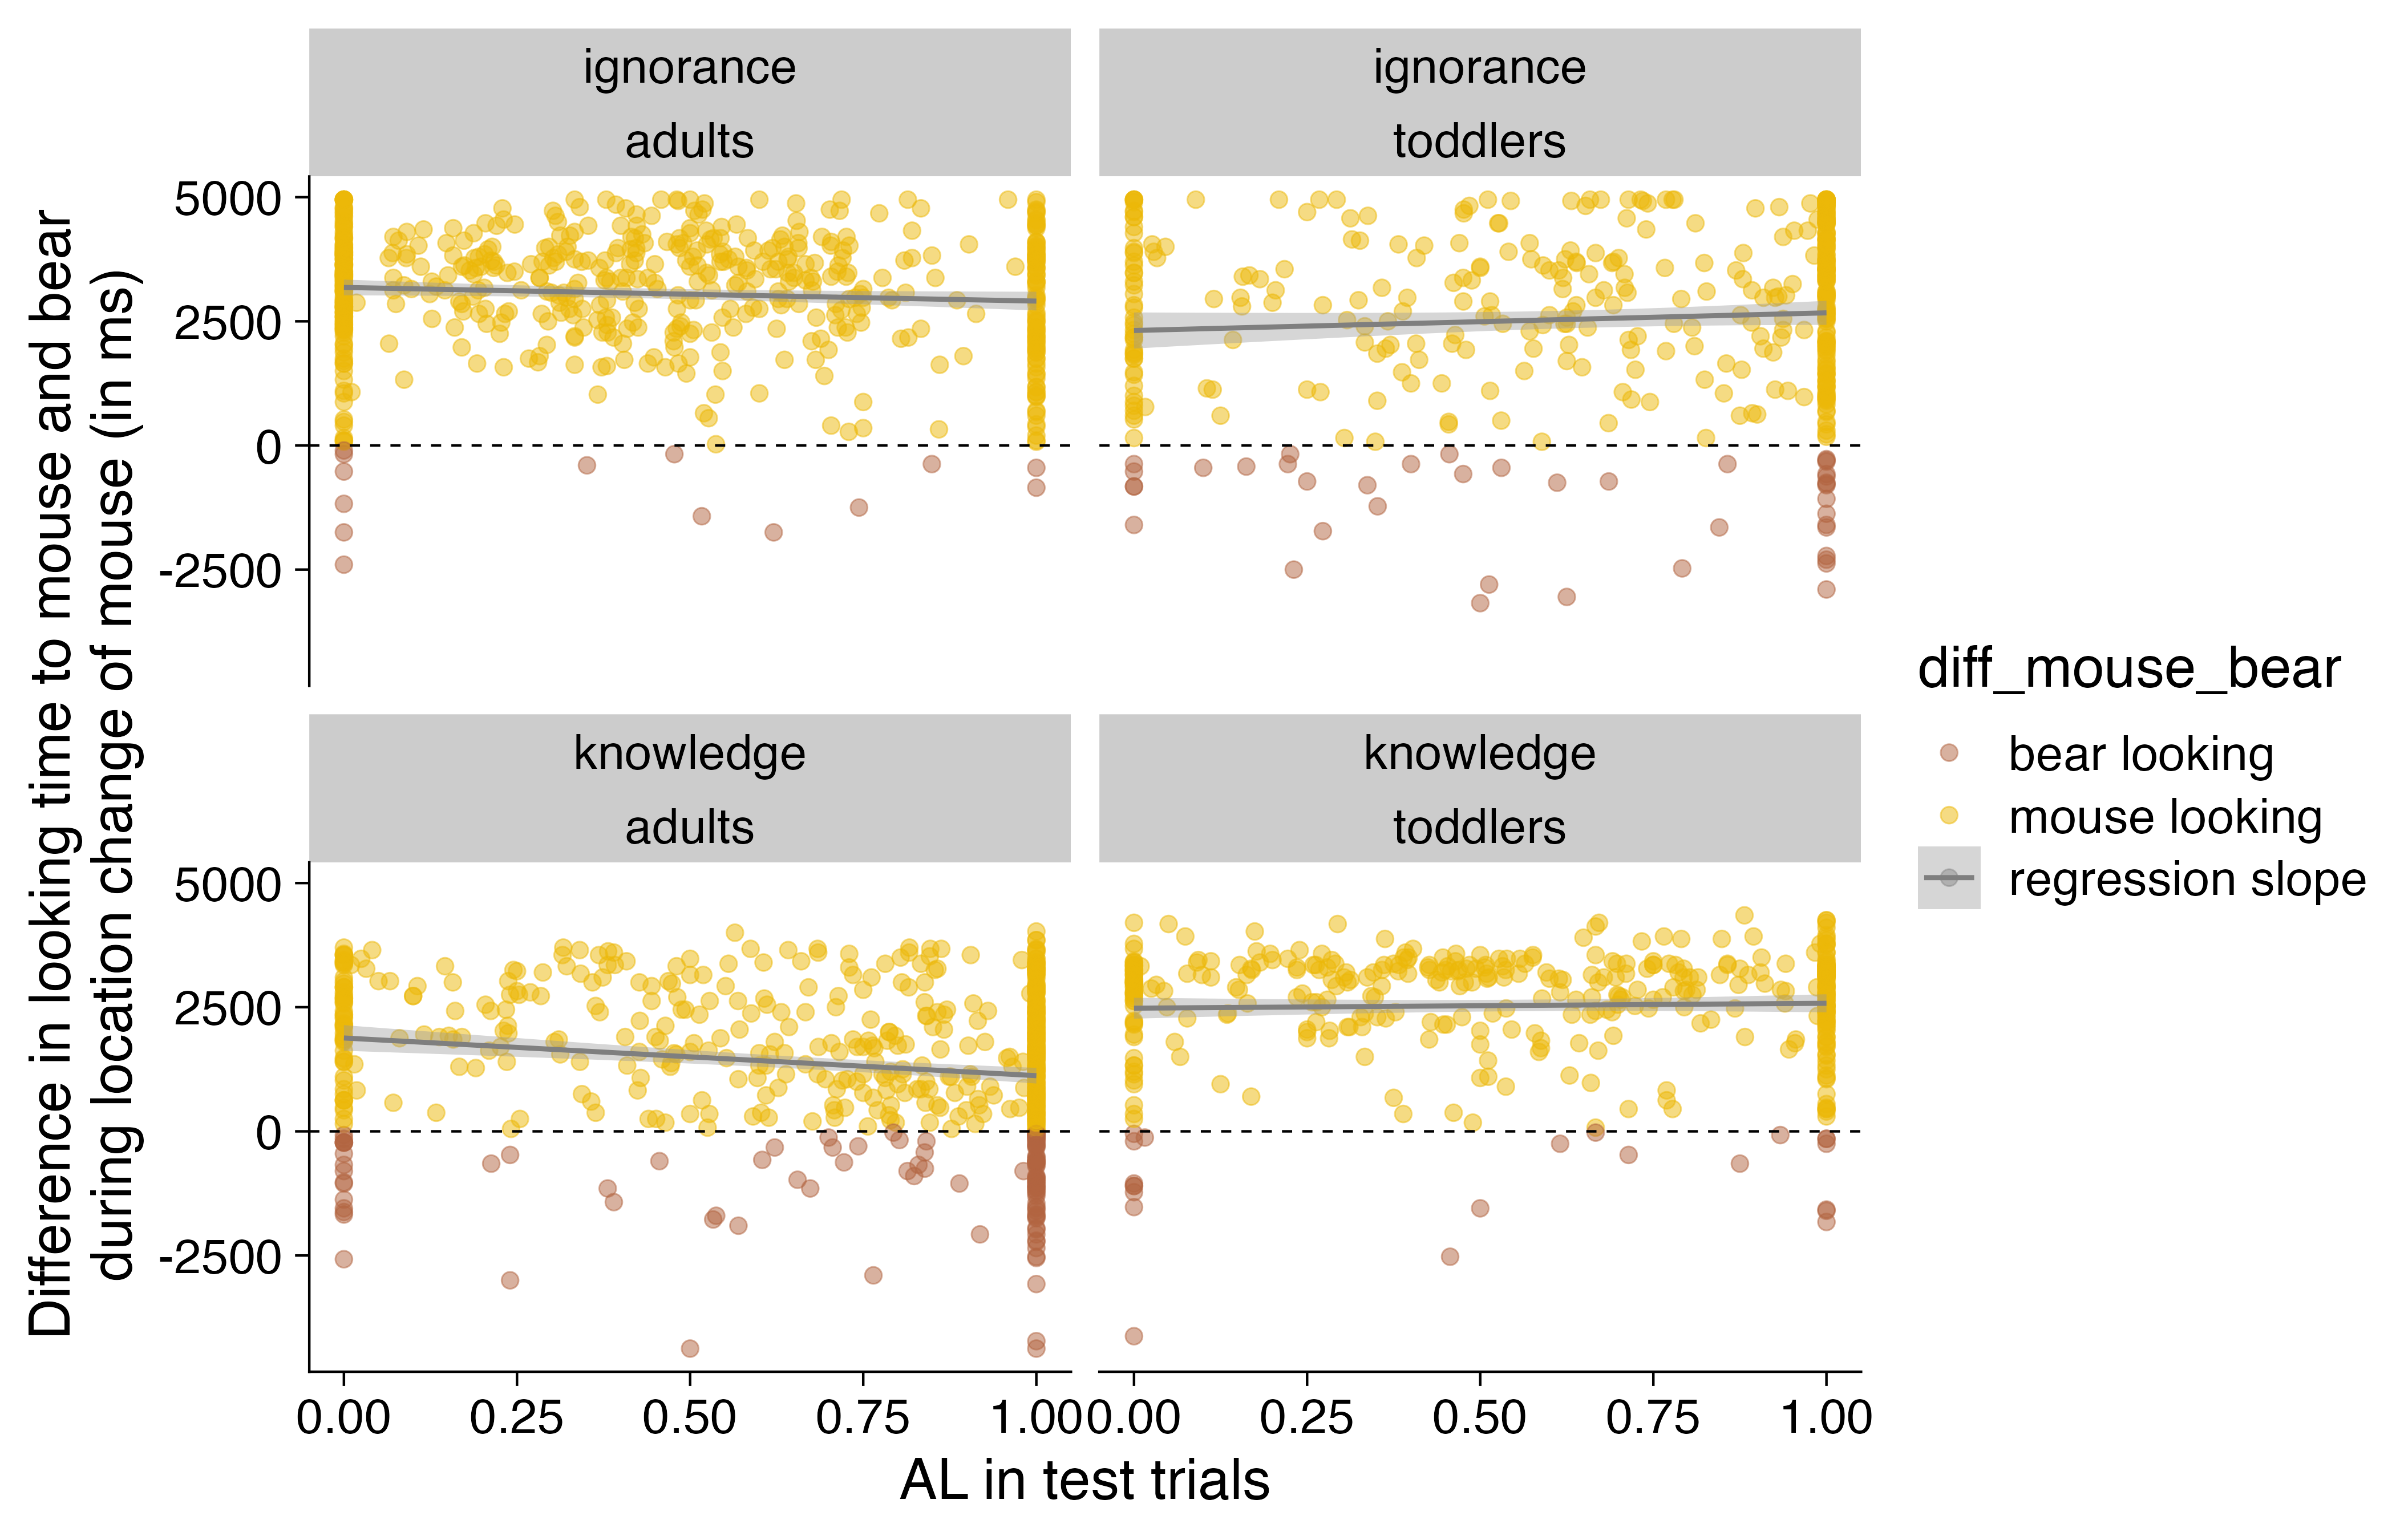 Difference in looking time to mouse and bear
during location change of mouse (in ms)
ignorance
adults
ignorance
toddlers
5000
2500
0
-2500
knowledge
adults
knowledge
toddlers
5000
2500
0
-2500
0.00 0.25 0.50 0.75 1.00
0.00 0.25 0.50 0.75 1.00
AL in test trials
diff_mouse_bear
bear looking
mouse looking
regression slope